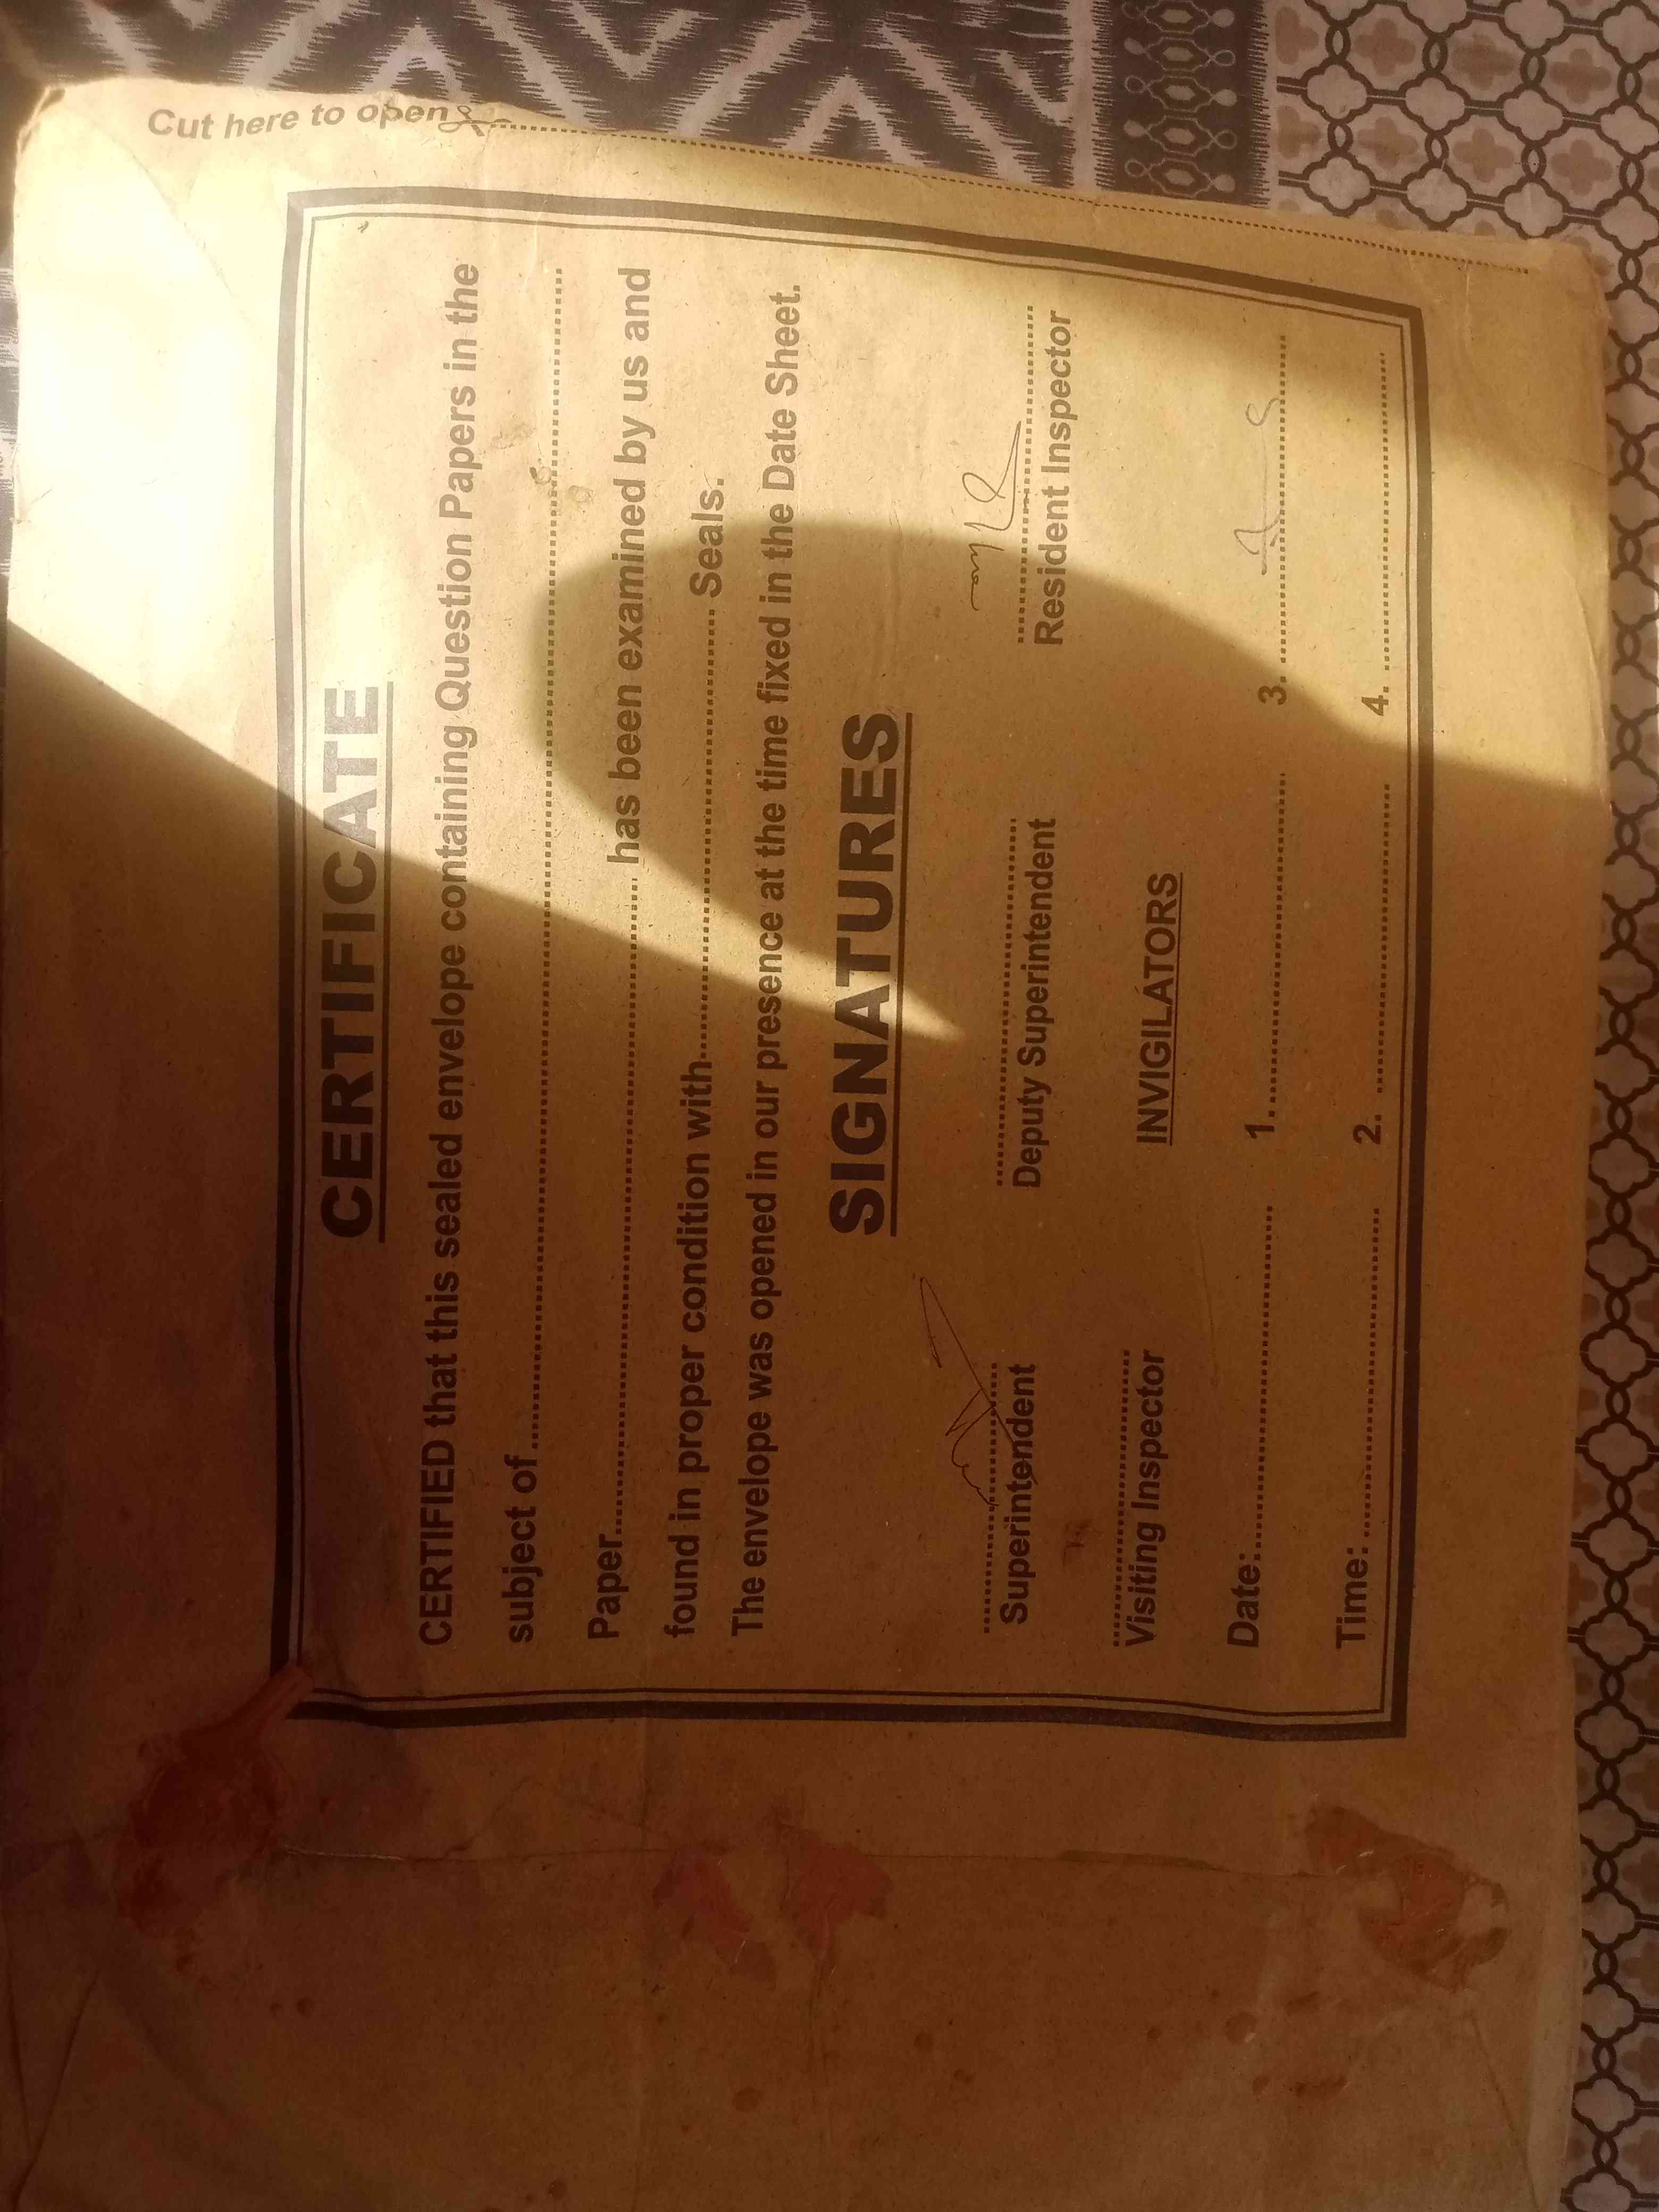 Cut here to open
CERTIFICATE
CERTIFIED that this sealed envelope containing Question Papers in the
subject of
Paper has been examined by us and
found in proper condition with Seals.
The envelope was opened in our presence at the time fixed in the Date Sheet.
SIGNATURES
Superintendent Deputy Superintendent Resident Inspector
Visiting Inspector INVIGILATORS
Date: 1. 3.
Time: 2. 4.